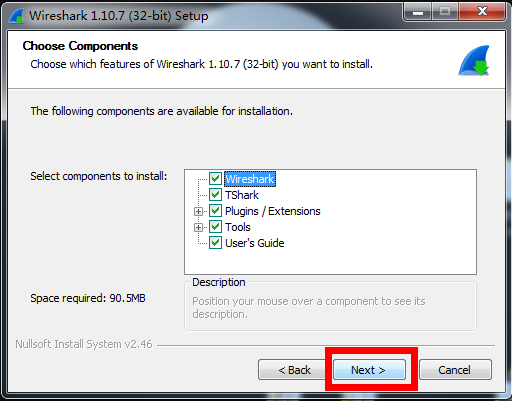 Wireshark 1.10.7 (32-bit) Setup
Choose Components
Choose which features of Wireshark 1.10.7 (32-bit) you want to install.
The following components are available for installation.
Select components to install:
Wireshark
TShark
Plugins / Extensions
Tools
User's Guide
Space required: 90.5MB
Description
Position your mouse over a component to see its
description.
Nullsoft Install System v2.46
< Back
Next >
Cancel